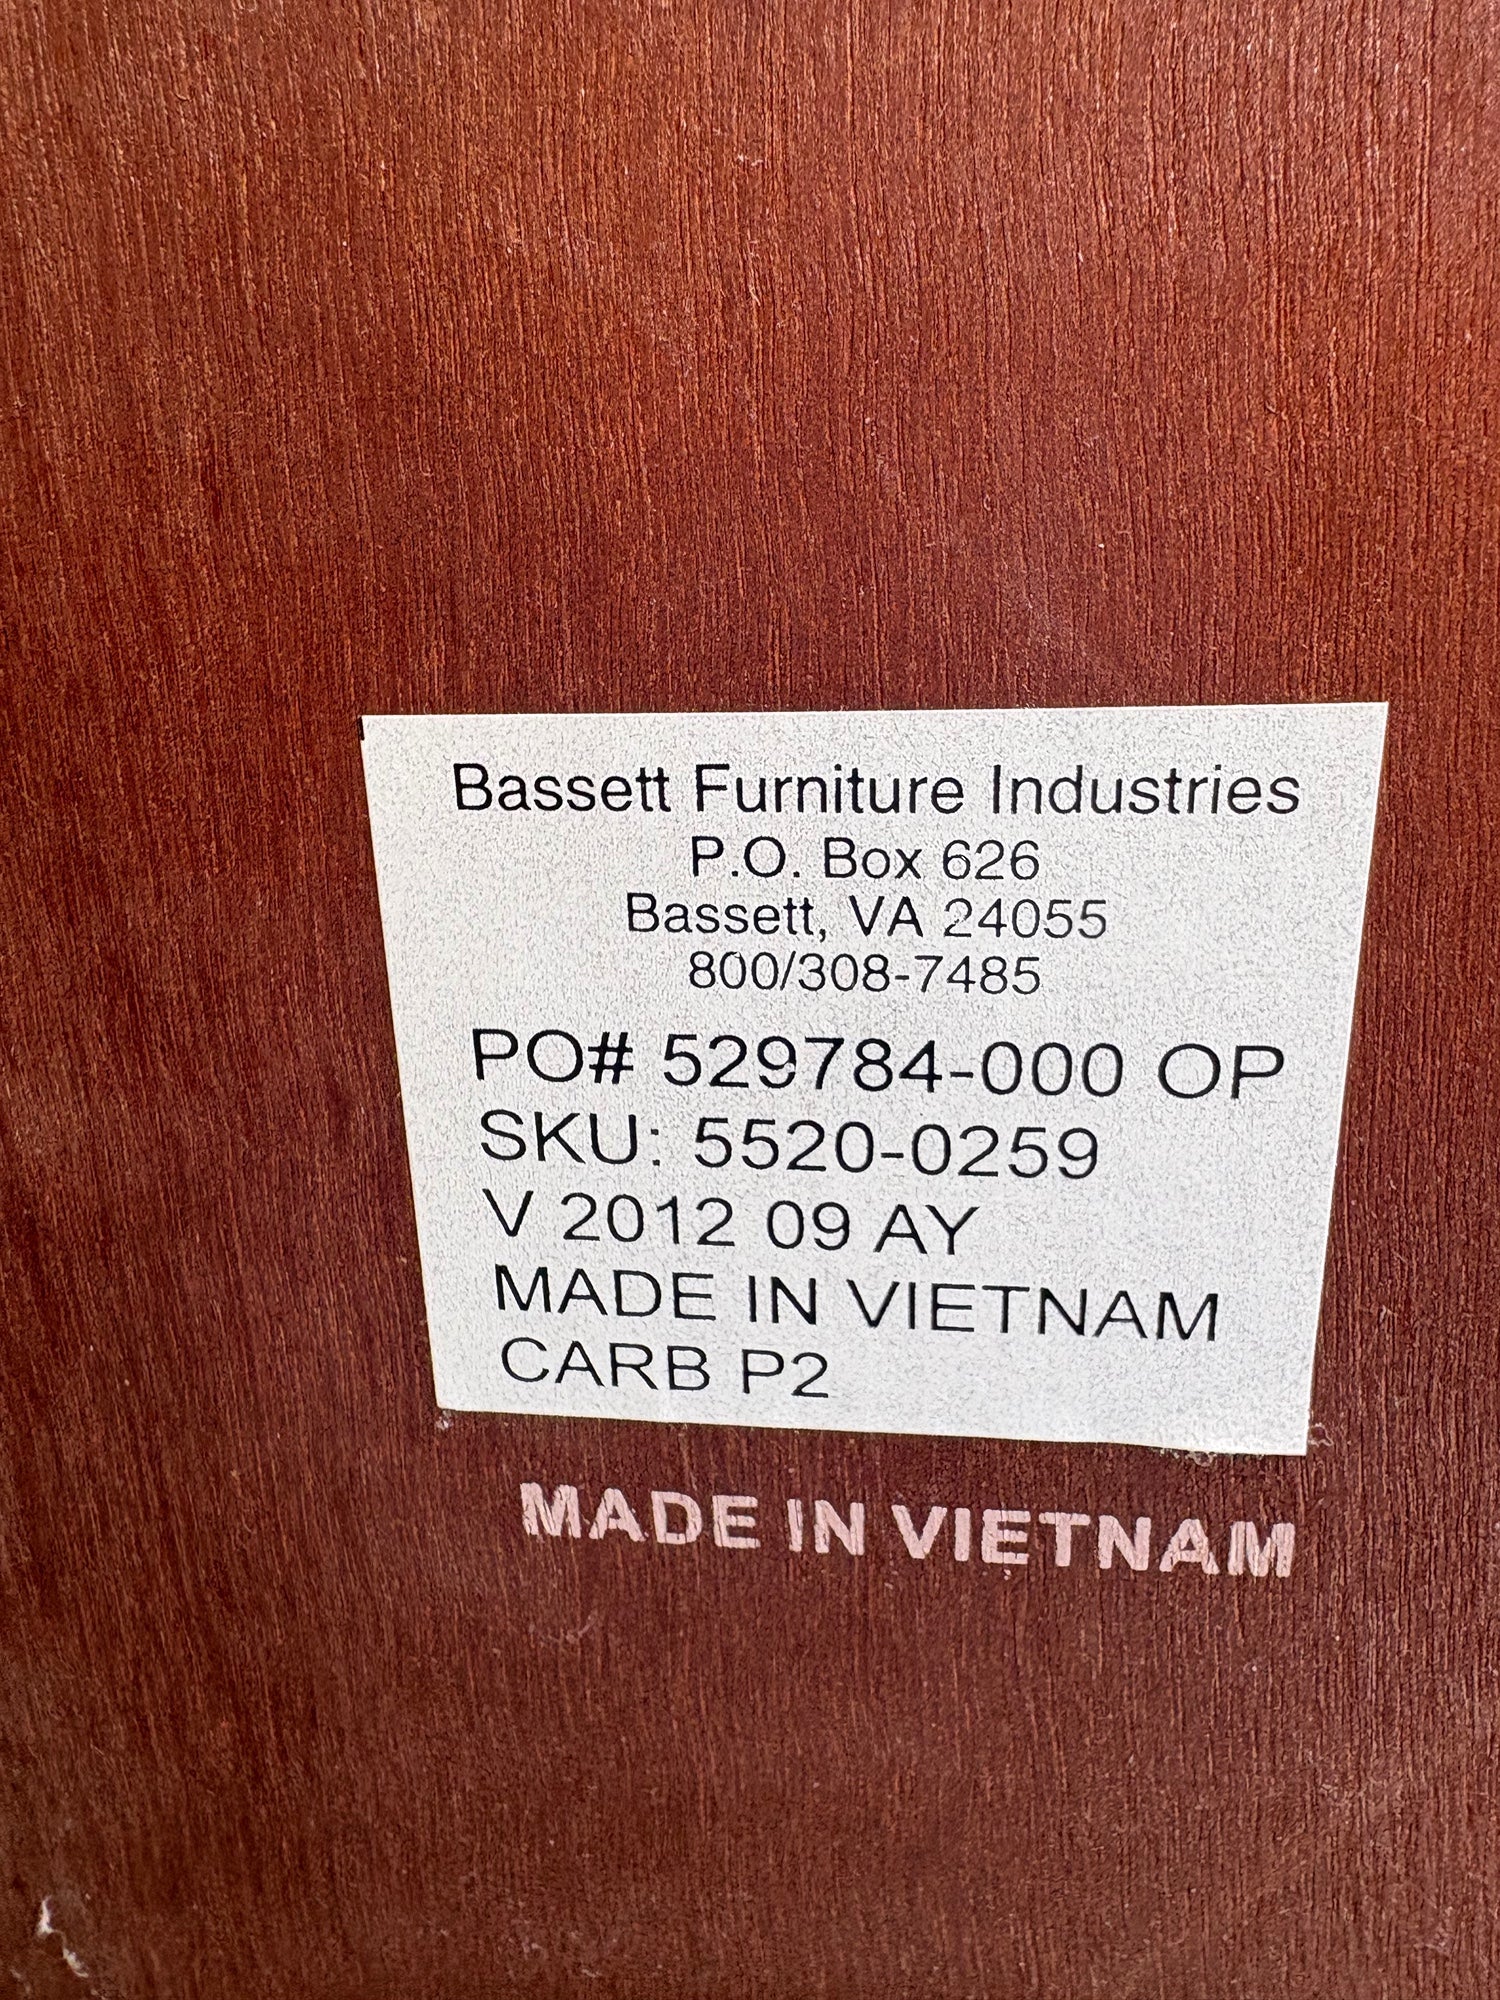 Bassett Furniture Industries
P.O. Box 626
Bassett, VA 24055
800/308-7485
PO# 529784-000 OP
SKU: 5520-0259
V 2012 09 AY
MADE IN VIETNAM
CARB P2
MADE IN VIETNAM